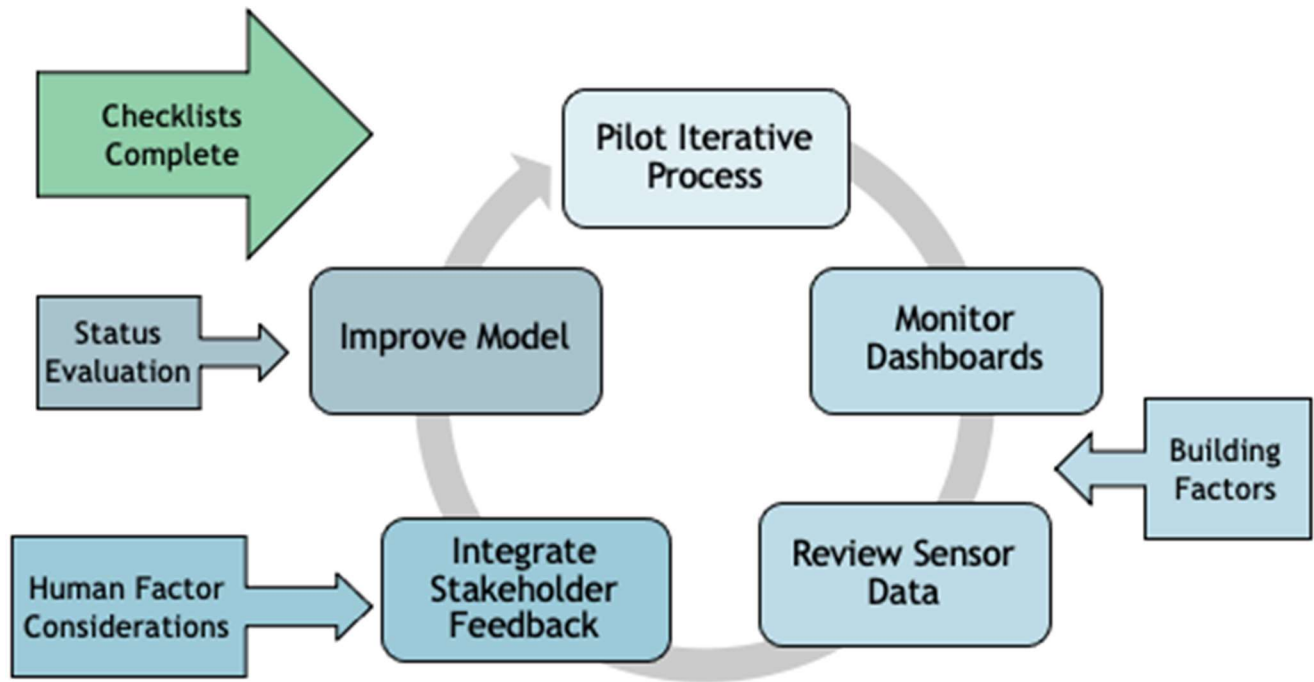 Checklists
Complete
Pilot Iterative
Process
Monitor
Dashboards
Building
Factors
Review Sensor
Data
Integrate
Stakeholder
Feedback
Human Factor
Considerations
Improve Model
Status
Evaluation